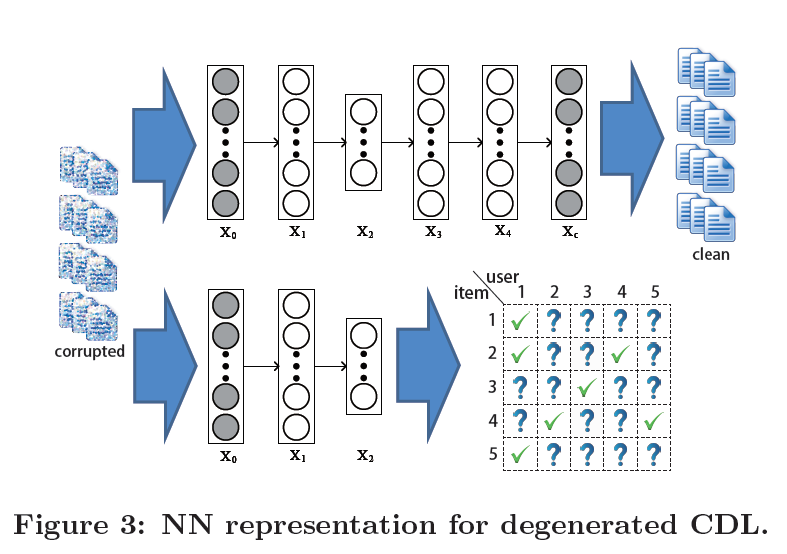 X₀ X₁ X₂ X₃ X₄ Xc
clean
corrupted
user
item
1 2 3 4 5
1 ✓ ? ? ? ?
2 ✓ ? ? ✓ ?
3 ? ? ✓ ? ?
4 ? ✓ ? ? ✓
5 ✓ ? ? ? ?
X₀ X₁ X₂
Figure 3: NN representation for degenerated CDL.